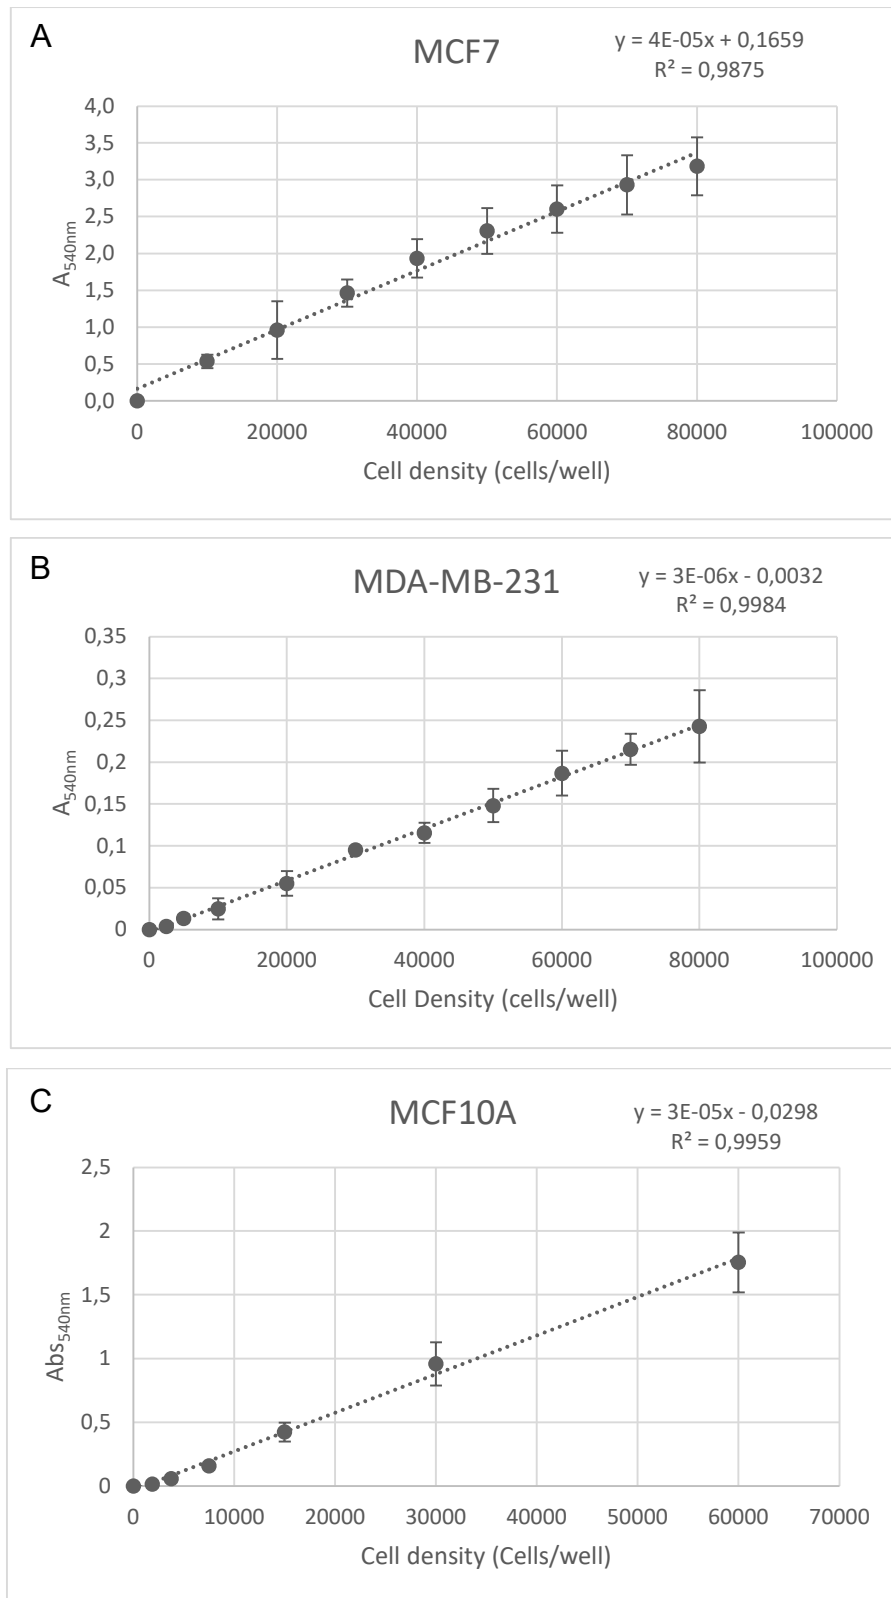 A
MCF7
y = 4E-05x + 0,1659
R² = 0,9875
4,0
3,5
3,0
2,5
2,0
1,5
1,0
0,5
0,0
A540nm
0 20000 40000 60000 80000 100000
Cell density (cells/well)
B
MDA-MB-231
y = 3E-06x - 0,0032
R² = 0,9984
0,35
0,3
0,25
0,2
0,15
0,1
0,05
0
A540nm
0 20000 40000 60000 80000 100000
Cell Density (cells/well)
C
MCF10A
y = 3E-05x - 0,0298
R² = 0,9959
2,5
2
1,5
1
0,5
0
Abs540nm
0 10000 20000 30000 40000 50000 60000 70000
Cell density (Cells/well)